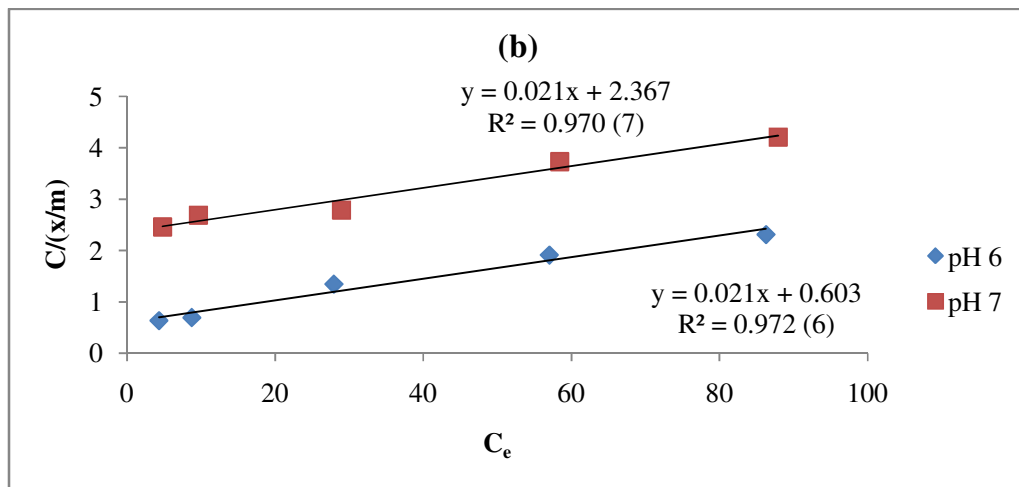 (b)
y = 0.021x + 2.367
R² = 0.970 (7)
5
4
3
2
1
0
C/(x/m)
y = 0.021x + 0.603
R² = 0.972 (6)
pH 6
pH 7
0 20 40 60 80 100
Cₑ